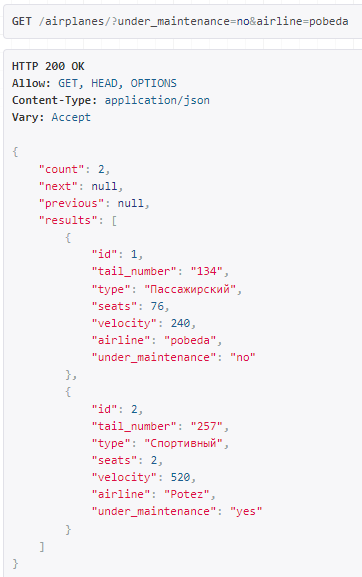 GET /airplanes/?under_maintenance=no&airline=pobeda
HTTP 200 OK
Allow: GET, HEAD, OPTIONS
Content-Type: application/json
Vary: Accept
{
"count": 2,
"next": null,
"previous": null,
"results": [
{
"id": 1,
"tail_number": "134",
"type": "Пассажирский",
"seats": 76,
"velocity": 240,
"airline": "pobeda",
"under_maintenance": "no"
},
{
"id": 2,
"tail_number": "257",
"type": "Спортивный",
"seats": 2,
"velocity": 520,
"airline": "Potez",
"under_maintenance": "yes"
}
]
}